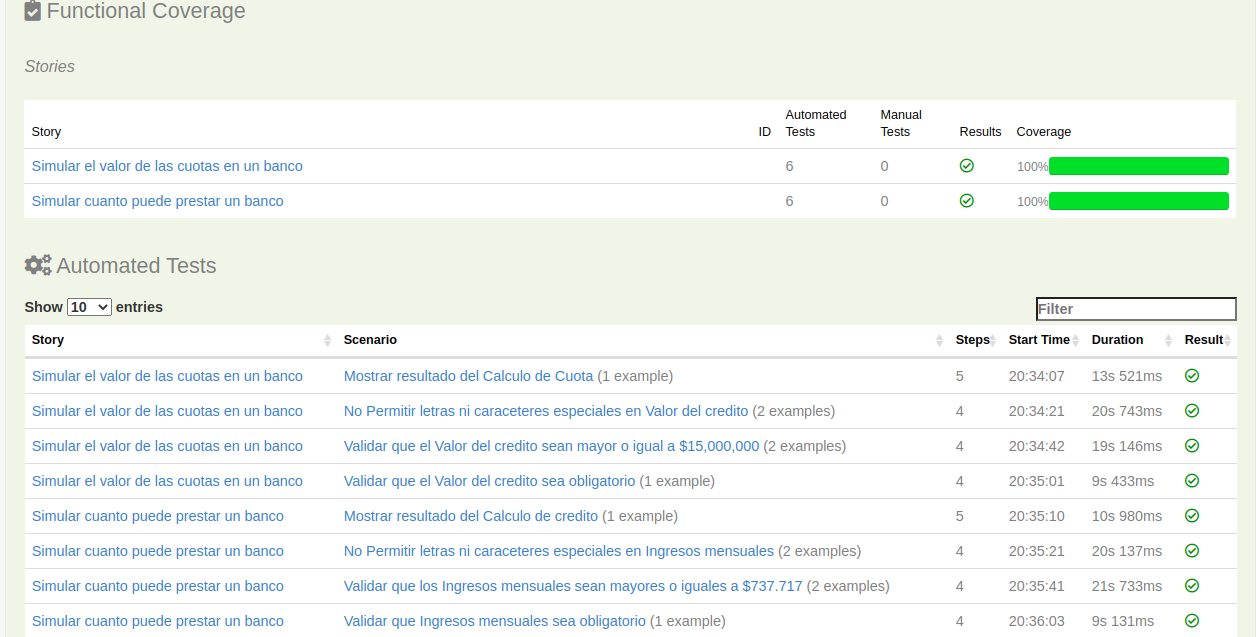 Functional Coverage
Stories
Story ID Automated Tests Manual Tests Results Coverage
Simular el valor de las cuotas en un banco 6 0 100%
Simular cuanto puede prestar un banco 6 0 100%
Automated Tests
Show 10 entries Filter
Story Scenario Steps Start Time Duration Result
Simular el valor de las cuotas en un banco Mostrar resultado del Calculo de Cuota (1 example) 5 20:34:07 13s 521ms
Simular el valor de las cuotas en un banco No Permitir letras ni caraceteres especiales en Valor del credito (2 examples) 4 20:34:21 20s 743ms
Simular el valor de las cuotas en un banco Validar que el Valor del credito sean mayor o igual a $15,000,000 (2 examples) 4 20:34:42 19s 146ms
Simular el valor de las cuotas en un banco Validar que el Valor del credito sea obligatorio (1 example) 4 20:35:01 9s 433ms
Simular cuanto puede prestar un banco Mostrar resultado del Calculo de credito (1 example) 5 20:35:10 10s 980ms
Simular cuanto puede prestar un banco No Permitir letras ni caraceteres especiales en Ingresos mensuales (2 examples) 4 20:35:21 20s 137ms
Simular cuanto puede prestar un banco Validar que los Ingresos mensuales sean mayores o iguales a $737.717 (2 examples) 4 20:35:41 21s 733ms
Simular cuanto puede prestar un banco Validar que Ingresos mensuales sea obligatorio (1 example) 4 20:36:03 9s 131ms